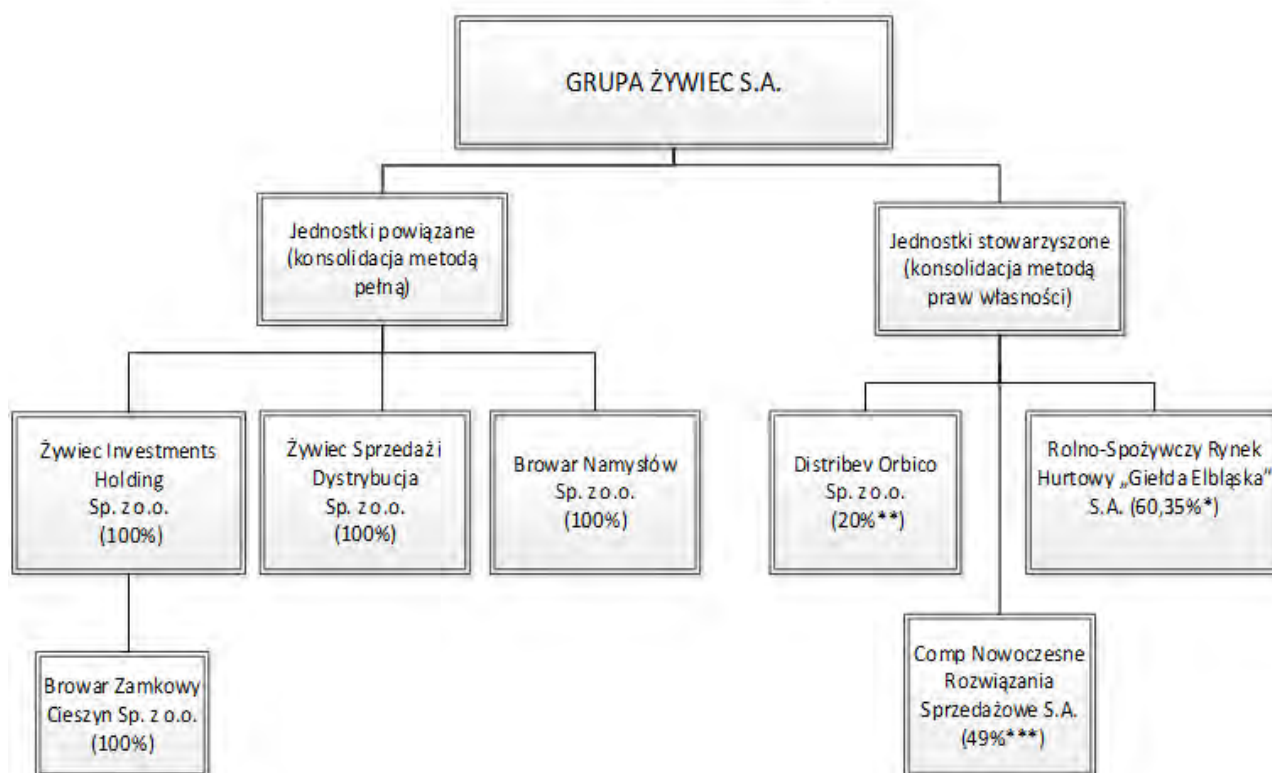 GRUPA ŻYWIEC S.A.
Jednostki powiązane
(konsolidacja metodą
pełną)
Jednostki stowarzyszone
(konsolidacja metodą
praw własności)
Żywiec Investments
Holding
Sp. z o.o.
(100%)
Żywiec Sprzedaż i
Dystrybucja
Sp. z o.o.
(100%)
Browar Namysłów
Sp. z o.o.
(100%)
Distribev Orbico
Sp. z o.o.
(20%**)
Rolno-Spożywczy Rynek
Hurtowy „Giełda Elbląska”
S.A. (60,35%*)
Browar Zamkowy
Cieszyn Sp. z o.o.
(100%)
Comp Nowoczesne
Rozwiązania
Sprzedażowe S.A.
(49%***)